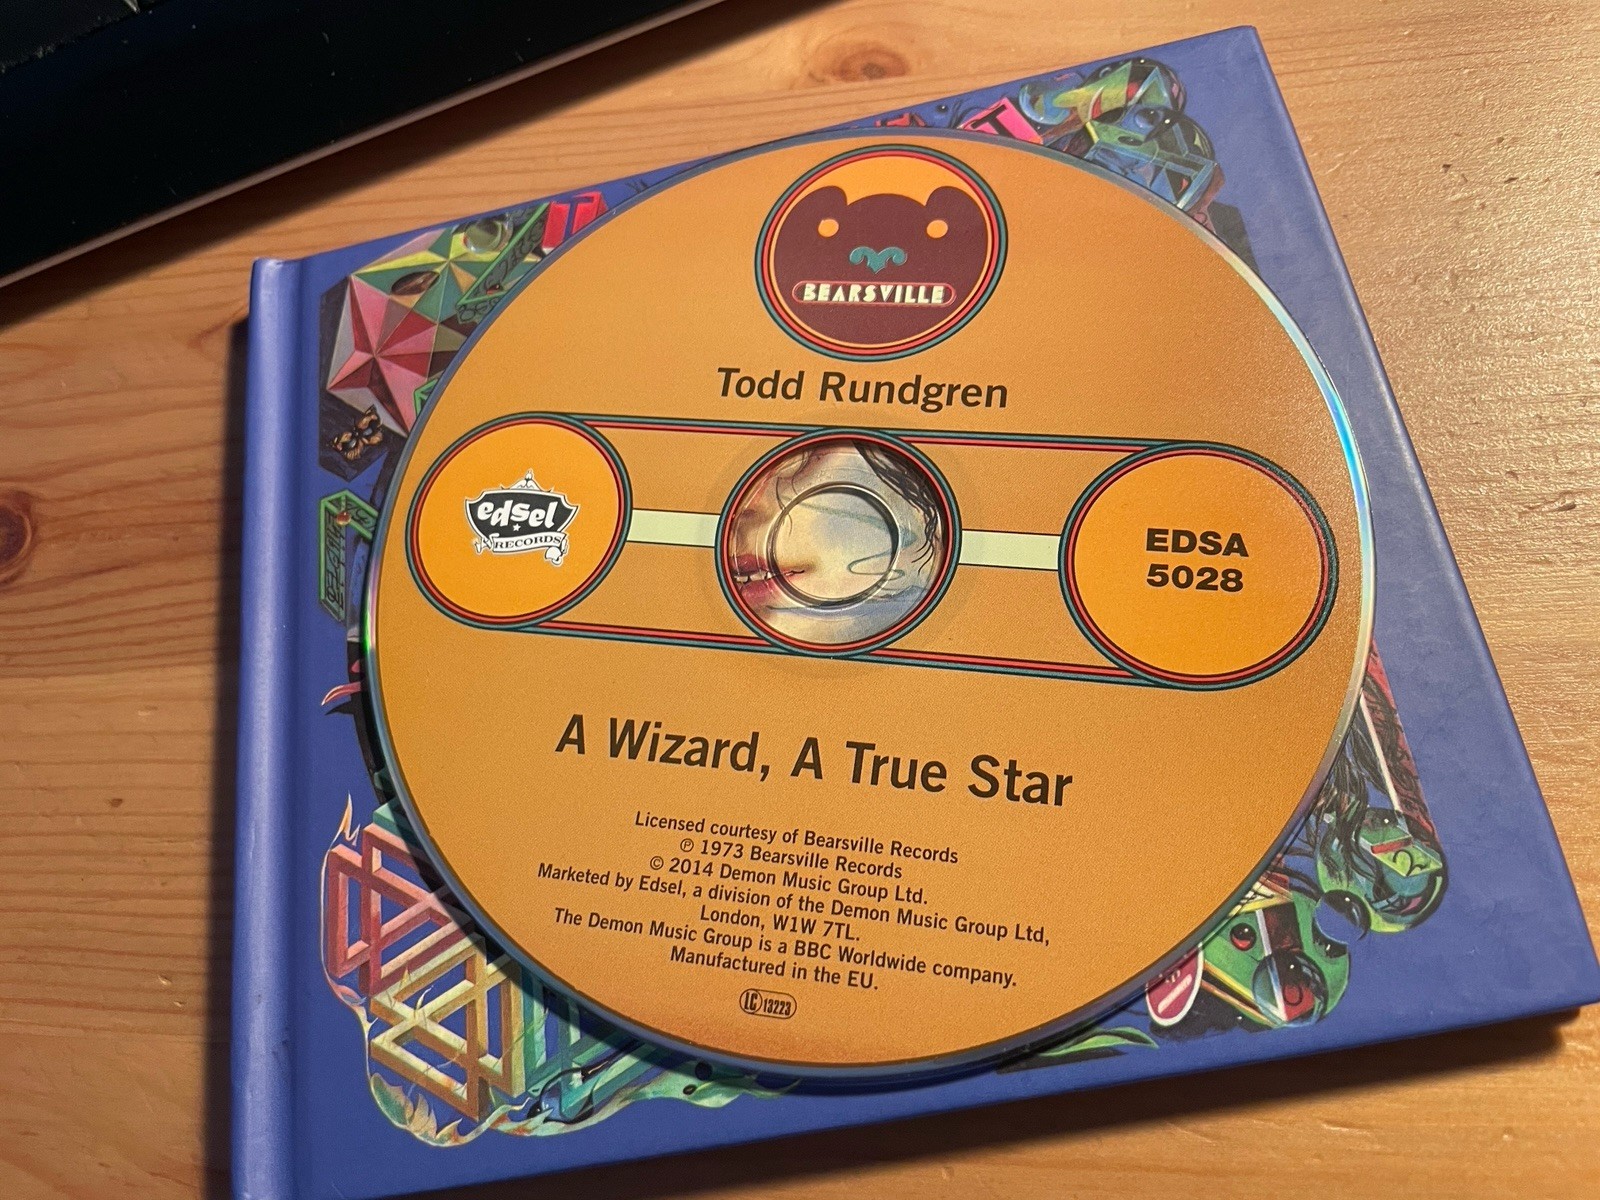 BEARSVILLE
Todd Rundgren
edsel
RECORDS
EDSA
5028
A Wizard, A True Star
Licensed courtesy of Bearsville Records
℗ 1973 Bearsville Records
© 2014 Demon Music Group Ltd.
Marketed by Edsel, a division of the Demon Music Group Ltd,
London, W1W 7TL.
The Demon Music Group is a BBC Worldwide company.
Manufactured in the EU.
LC 13223